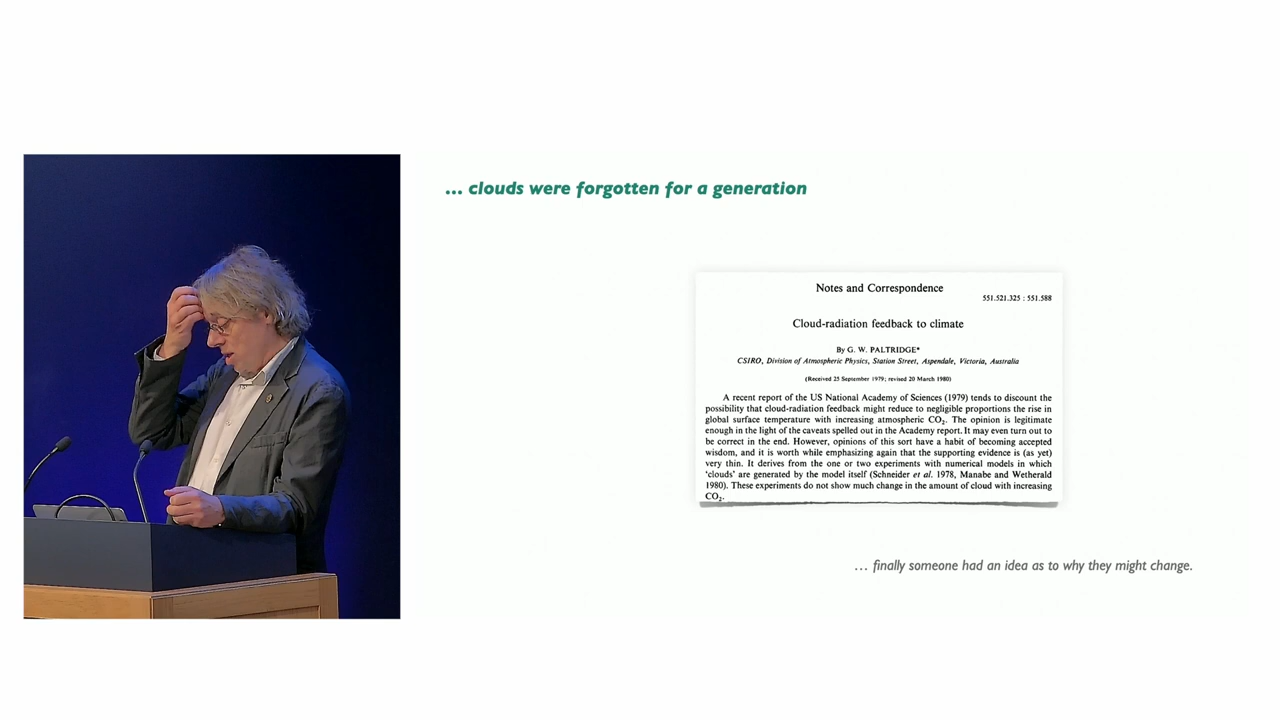 … clouds were forgotten for a generation
Notes and Correspondence
551.521.325 : 551.588
Cloud-radiation feedback to climate
By G. W. PALTRIDGE*
CSIRO, Division of Atmospheric Physics, Station Street, Aspendale, Victoria, Australia
(Received 25 September 1979; revised 20 March 1980)
A recent report of the US National Academy of Sciences (1979) tends to discount the
possibility that cloud-radiation feedback might reduce to negligible proportions the rise in
global surface temperature with increasing atmospheric CO₂. The opinion is legitimate
enough in the light of the caveats spelled out in the Academy report. It may even turn out to
be correct in the end. However, opinions of this sort have a habit of becoming accepted
wisdom, and it is worth while emphasizing again that the supporting evidence is (as yet)
very thin. It derives from the one or two experiments with numerical models in which
‘clouds’ are generated by the model itself (Schneider et al. 1978, Manabe and Wetherald
1980). These experiments do not show much change in the amount of cloud with increasing
CO₂.
… finally someone had an idea as to why they might change.